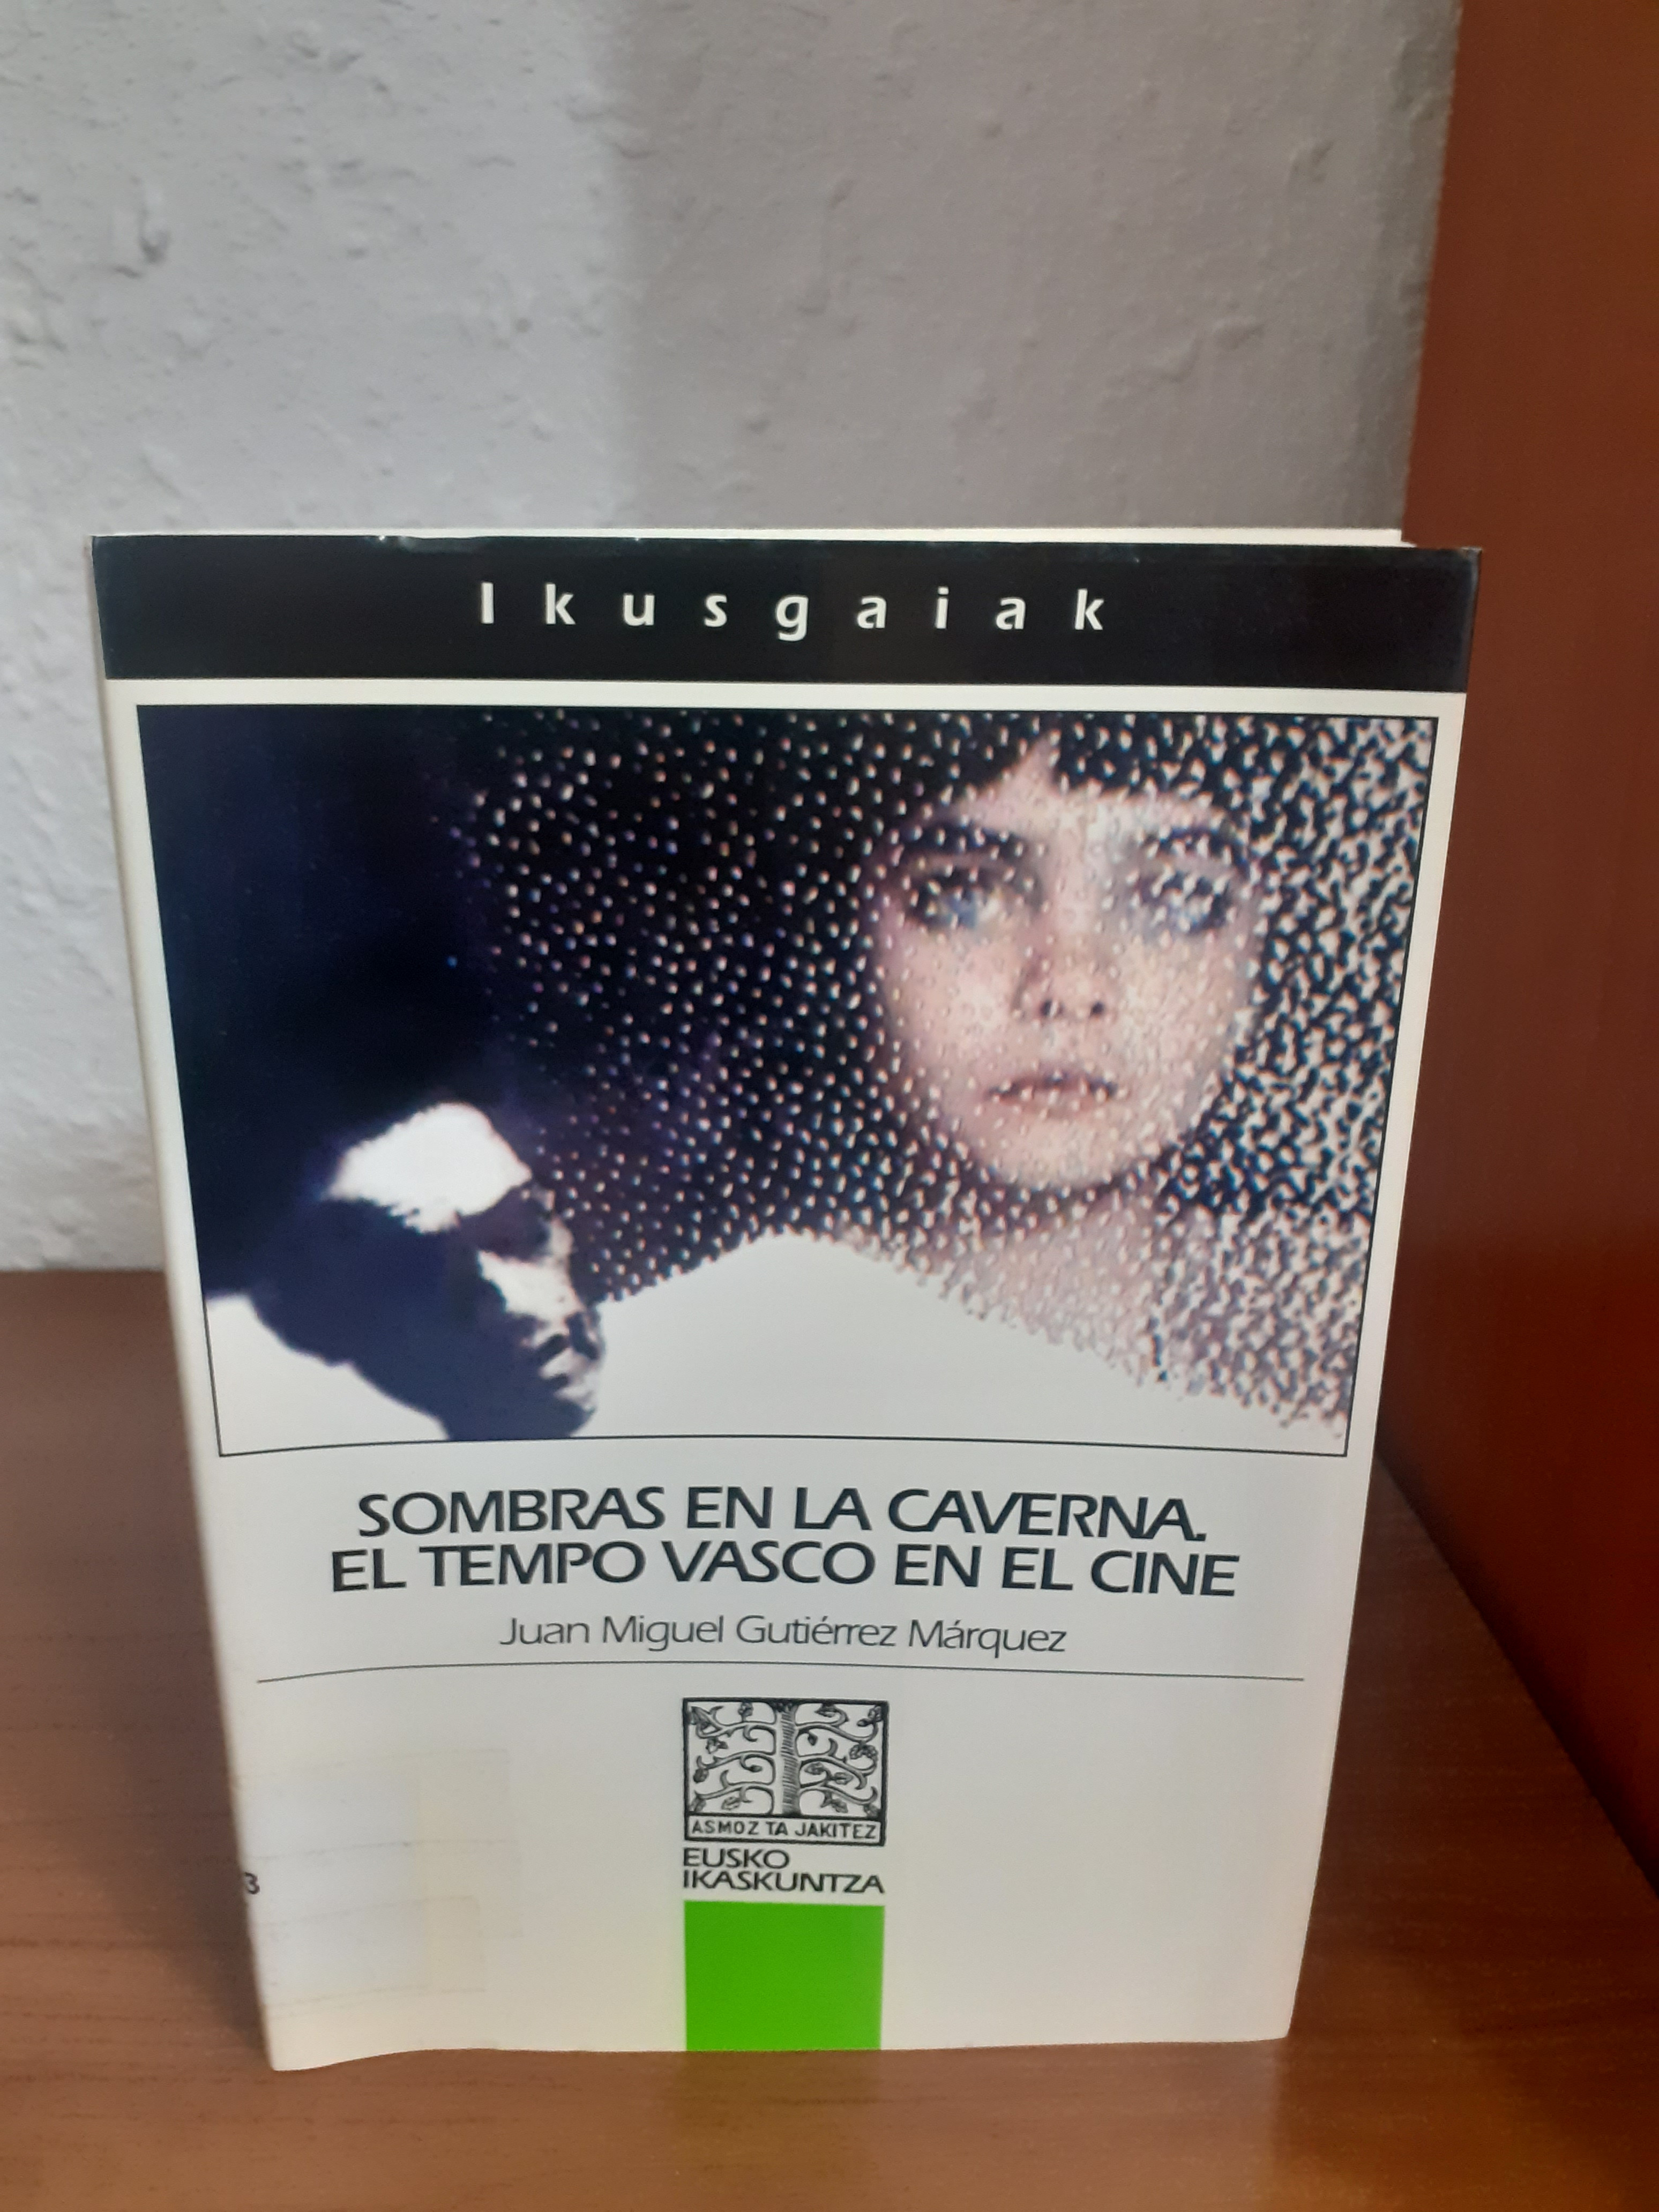 Ikusgaiak
SOMBRAS EN LA CAVERNA.
EL TEMPO VASCO EN EL CINE
Juan Miguel Gutiérrez Márquez
ASMOZ TA JAKITEZ
EUSKO
IKASKUNTZA
3